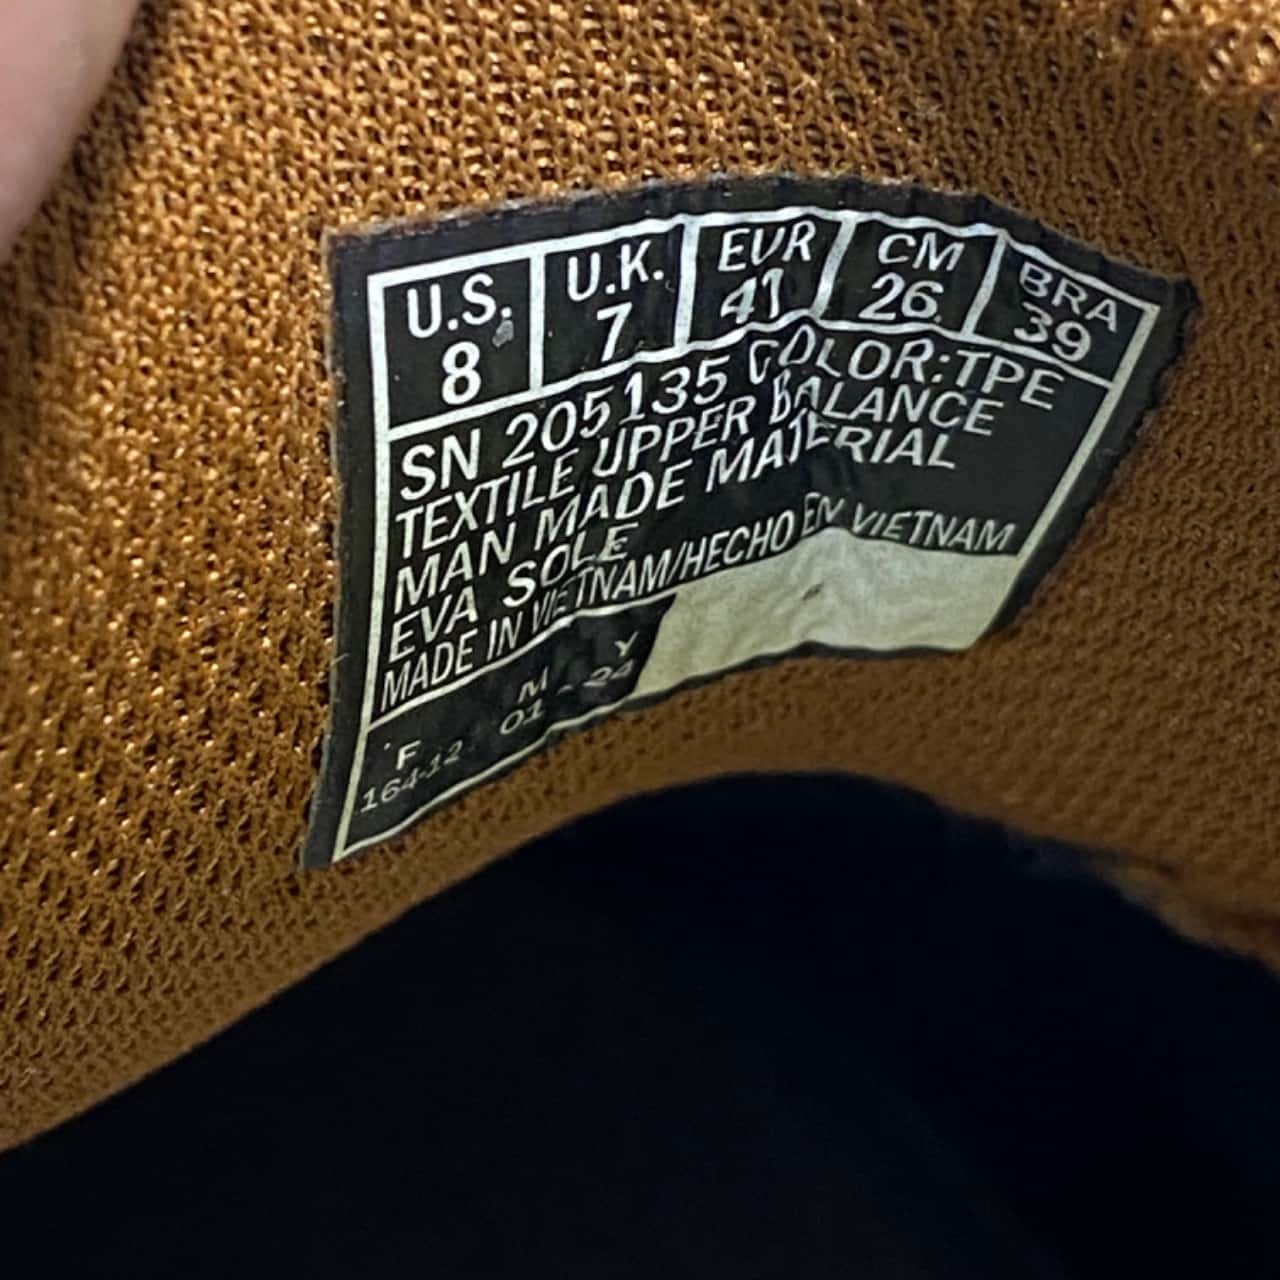 U.S. U.K. EUR CM BRA
8 7 41 26 39
SN 205135 COLOR:TPE
TEXTILE UPPER BALANCE
MAN MADE MATERIAL
EVA SOLE
MADE IN VIETNAM/HECHO EN VIETNAM
F M Y
164-12 01 - 24